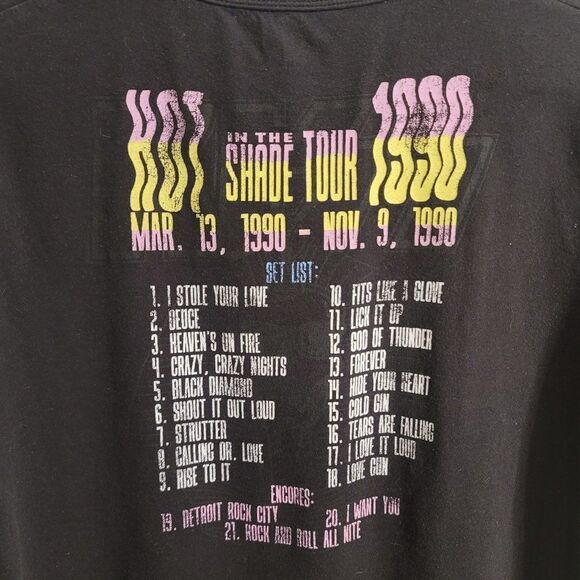 HOT IN THE SHADE TOUR 1990
MAR. 13, 1990 - NOV. 9, 1990
SET LIST:
1. I STOLE YOUR LOVE
2. DEUCE
3. HEAVEN'S ON FIRE
4. CRAZY, CRAZY NIGHTS
5. BLACK DIAMOND
6. SHOUT IT OUT LOUD
7. STRUTTER
8. CALLING DR. LOVE
9. RISE TO IT
10. FITS LIKE A GLOVE
11. LICK IT UP
12. GOD OF THUNDER
13. FOREVER
14. HIDE YOUR HEART
15. COLD GIN
16. TEARS ARE FALLING
17. I LOVE IT LOUD
18. LOVE GUN
ENCORES:
19. DETROIT ROCK CITY 20. I WANT YOU
21. ROCK AND ROLL ALL NITE